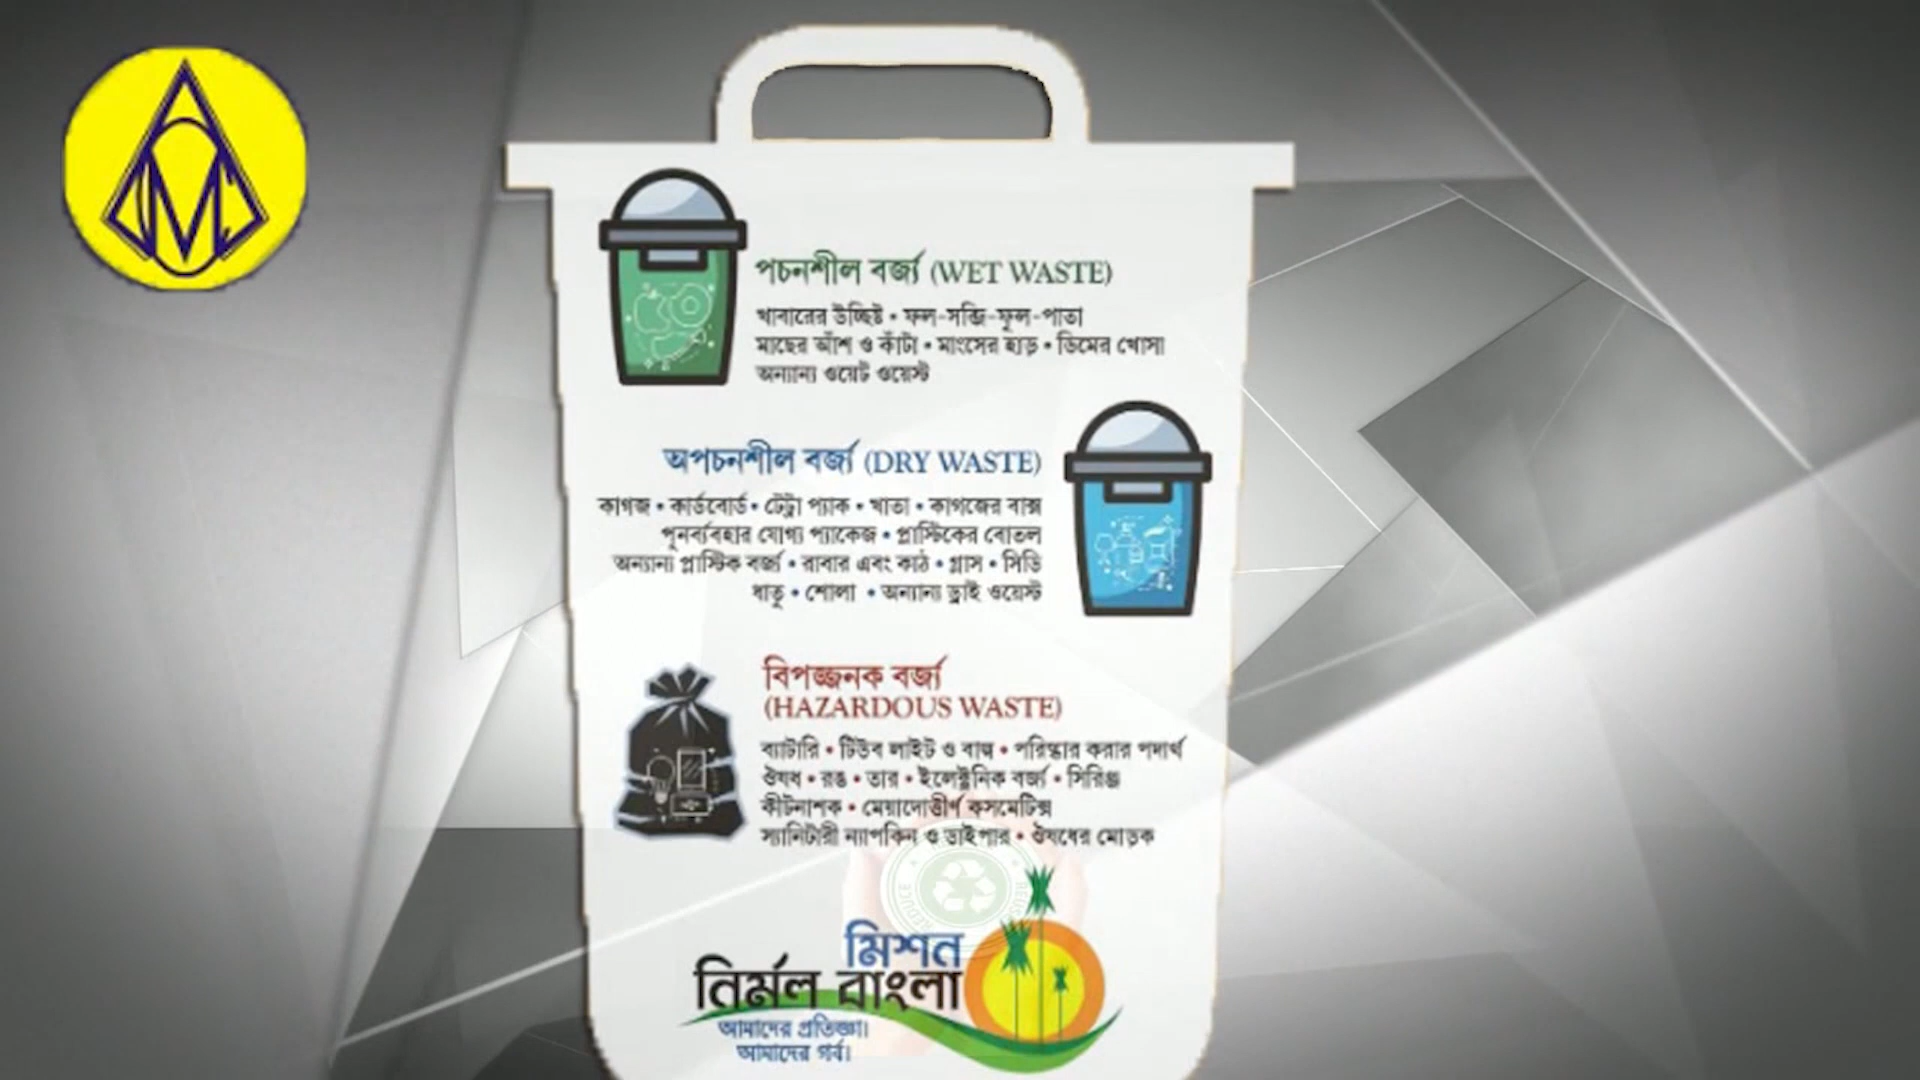 পচনশীল বর্জ্য (WET WASTE)
খাবারের উচ্ছিষ্ট • ফল-সব্জি-ফুল-পাতা
মাছের আঁশ ও কাঁটা • মাংসের হাড় • ডিমের খোসা
অন্যান্য ওয়েট ওয়েস্ট
অপচনশীল বর্জ্য (DRY WASTE)
কাগজ • কার্ডবোর্ড • টেট্রা প্যাক • খাতা • কাগজের বাক্স
পুনর্ব্যবহার যোগ্য প্যাকেজ • প্লাস্টিকের বোতল
অন্যান্য প্লাস্টিক বর্জ্য • রাবার এবং কাঠ • গ্লাস • সিডি
ধাতু • শোলা • অন্যান্য ড্রাই ওয়েস্ট
বিপজ্জনক বর্জ্য
(HAZARDOUS WASTE)
ব্যাটারি • টিউব লাইট ও বাল্ব • পরিষ্কার করার পদার্থ
ঔষধ • রঙ • তার • ইলেক্ট্রনিক বর্জ্য • সিরিঞ্জ
কীটনাশক • মেয়াদোত্তীর্ণ কসমেটিক্স
স্যানিটারী ন্যাপকিন ও ডাইপার • ঔষধের মোড়ক
REDUCE
মিশন
নির্মল বাংলা
আমাদের প্রতিজ্ঞা।
আমাদের গর্ব।